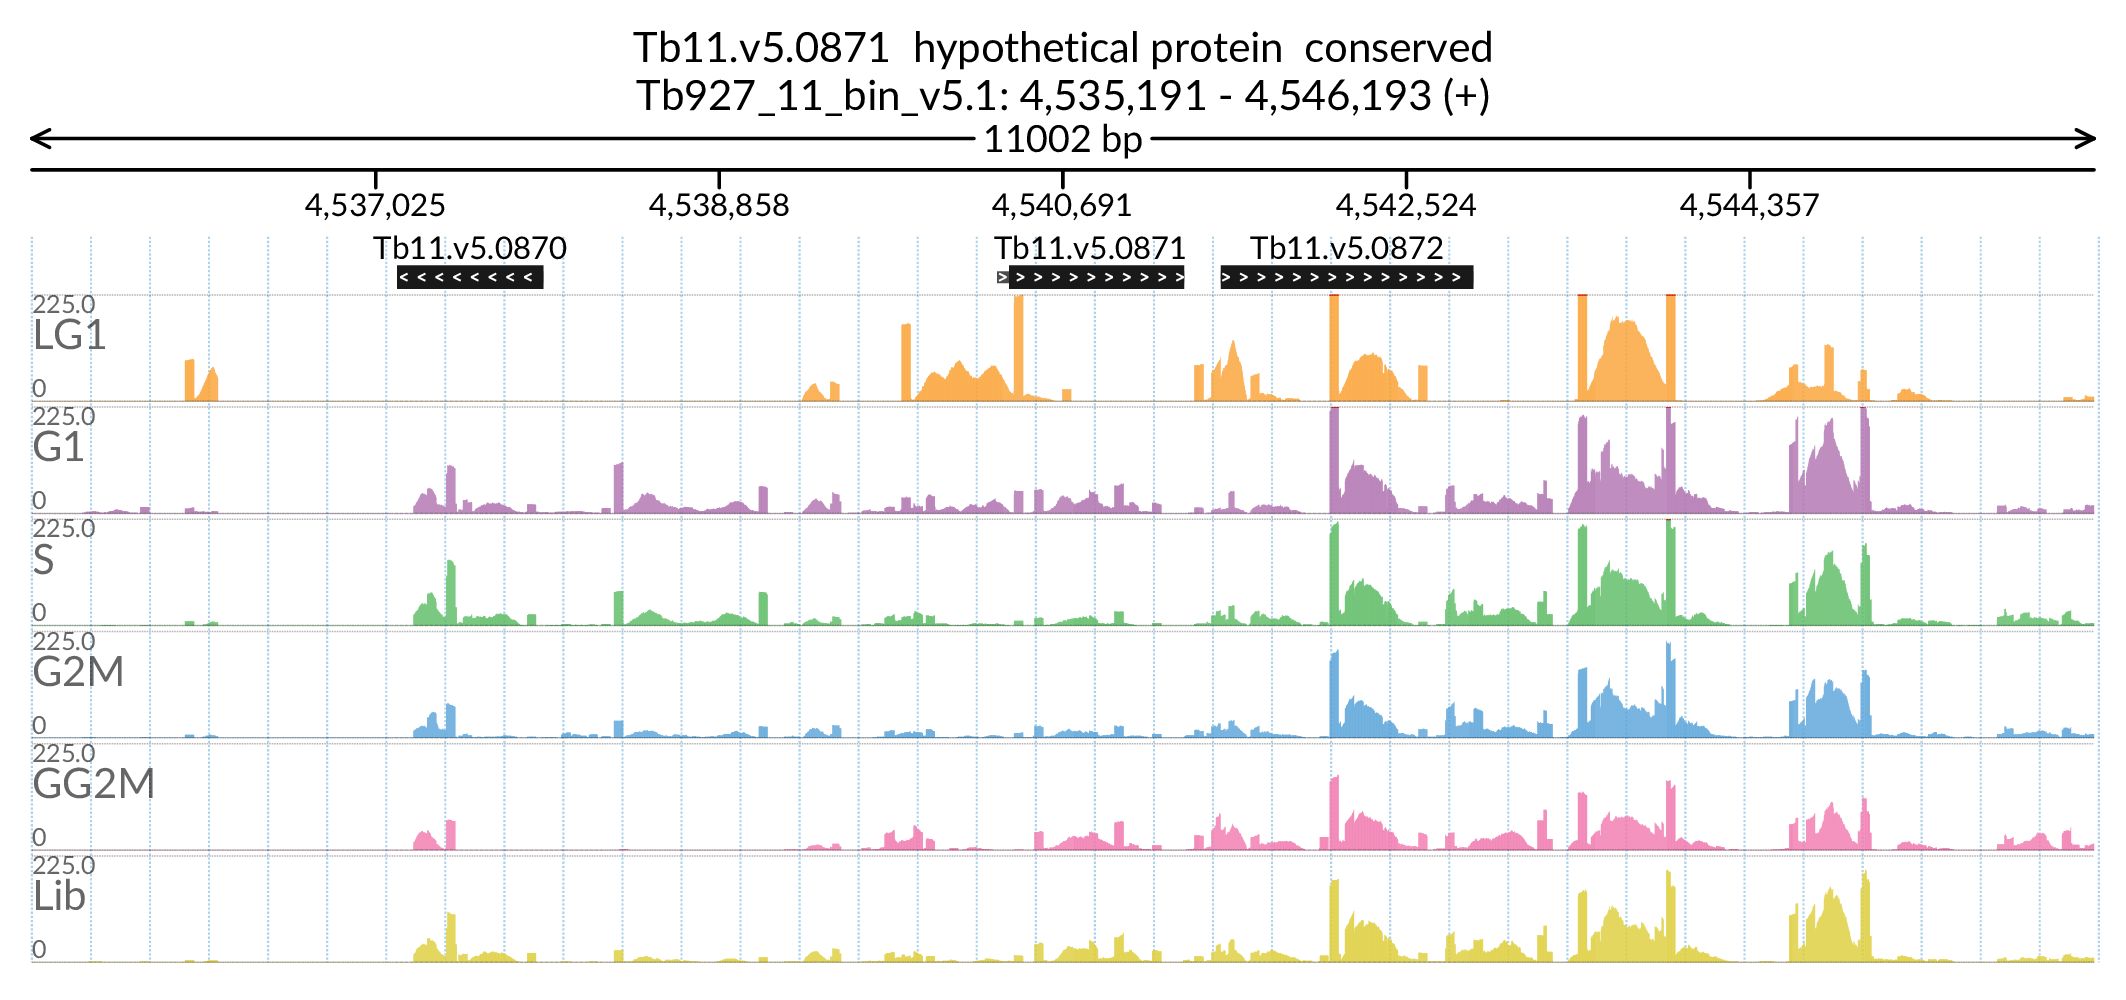 Tb11.v5.0871  hypothetical protein  conserved
Tb927_11_bin_v5.1: 4,535,191 - 4,546,193 (+)
11002 bp
4,537,025 4,538,858 4,540,691 4,542,524 4,544,357
Tb11.v5.0870 Tb11.v5.0871 Tb11.v5.0872
225.0
LG1
0
225.0
G1
0
225.0
S
0
225.0
G2M
0
225.0
GG2M
0
225.0
Lib
0